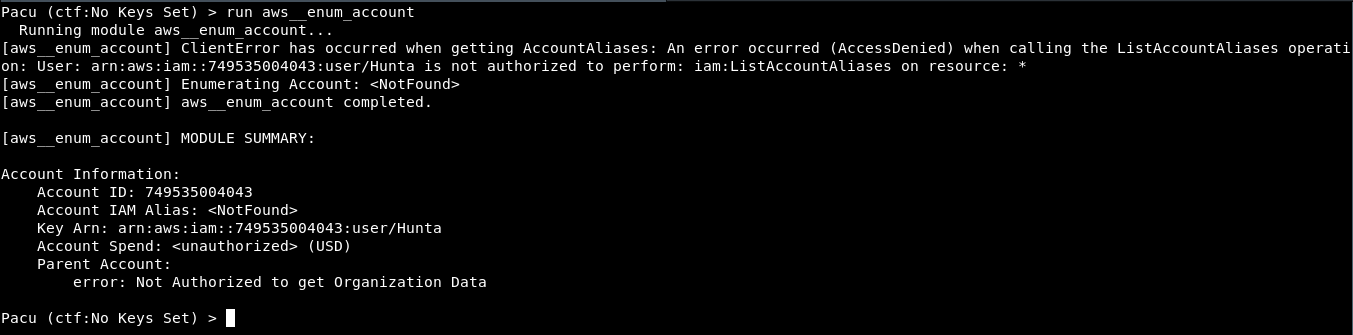 Pacu (ctf:No Keys Set) > run aws__enum_account
  Running module aws__enum_account...
[aws__enum_account] ClientError has occurred when getting AccountAliases: An error occurred (AccessDenied) when calling the ListAccountAliases operati
on: User: arn:aws:iam::749535004043:user/Hunta is not authorized to perform: iam:ListAccountAliases on resource: *
[aws__enum_account] Enumerating Account: <NotFound>
[aws__enum_account] aws__enum_account completed.

[aws__enum_account] MODULE SUMMARY:

Account Information:
    Account ID: 749535004043
    Account IAM Alias: <NotFound>
    Key Arn: arn:aws:iam::749535004043:user/Hunta
    Account Spend: <unauthorized> (USD)
    Parent Account:
        error: Not Authorized to get Organization Data

Pacu (ctf:No Keys Set) >